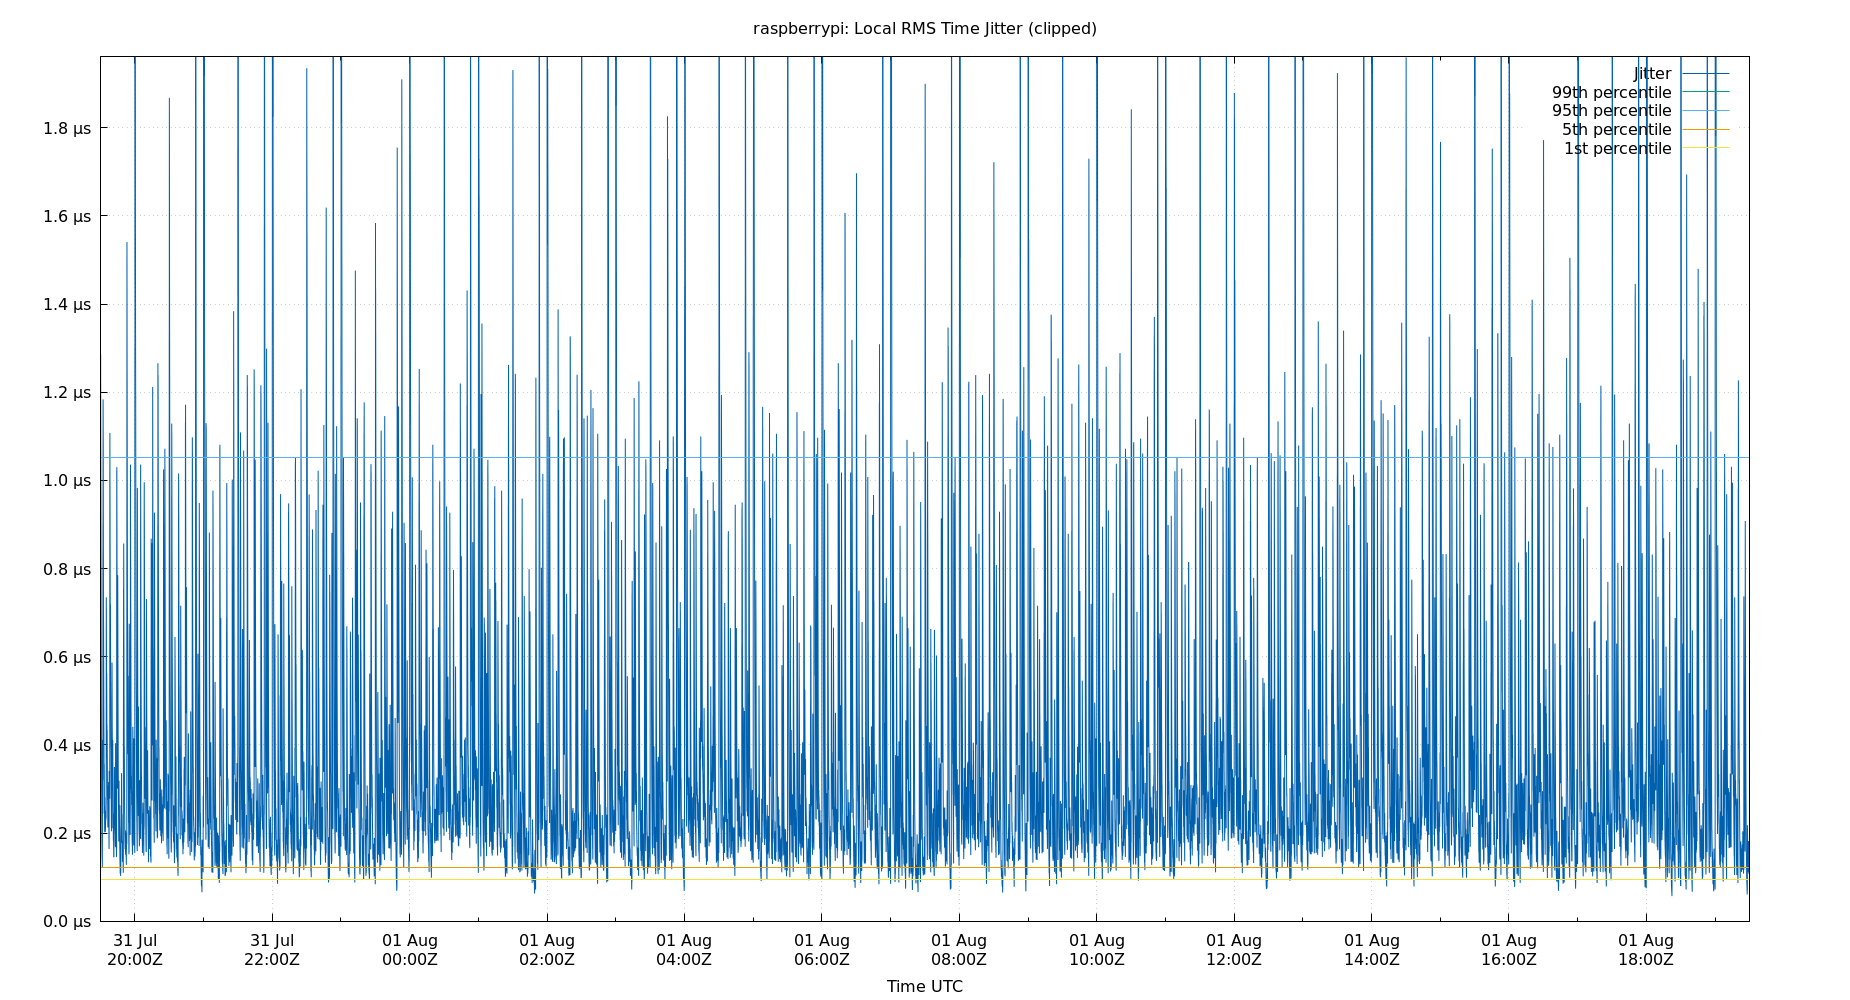 raspberrypi: Local RMS Time Jitter (clipped)
Jitter
99th percentile
95th percentile
5th percentile
1st percentile
1.8 µs
1.6 µs
1.4 µs
1.2 µs
1.0 µs
0.8 µs
0.6 µs
0.4 µs
0.2 µs
0.0 µs
31 Jul 31 Jul 01 Aug 01 Aug 01 Aug 01 Aug 01 Aug 01 Aug 01 Aug 01 Aug 01 Aug 01 Aug
20:00Z 22:00Z 00:00Z 02:00Z 04:00Z 06:00Z 08:00Z 10:00Z 12:00Z 14:00Z 16:00Z 18:00Z
Time UTC